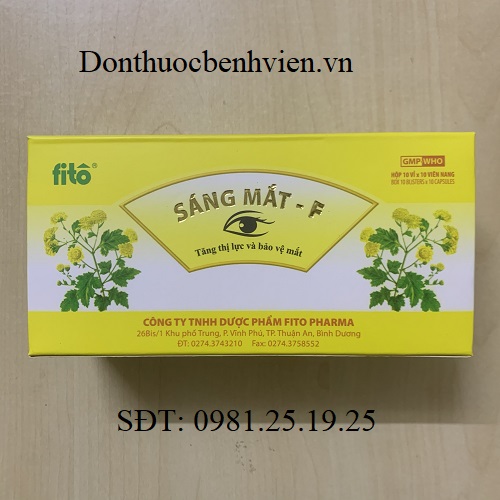 Donthuocbenhvien.vn
fitô®
GMP WHO
HỘP 10 VỈ x 10 VIÊN NANG
BOX 10 BLISTERS x 10 CAPSULES
SÁNG MẮT - F
Tăng thị lực và bảo vệ mắt
CÔNG TY TNHH DƯỢC PHẨM FITO PHARMA
26Bis/1 Khu phố Trung, P. Vĩnh Phú, TP. Thuận An, Bình Dương
ĐT: 0274.3743210 Fax: 0274.3758552
SĐT: 0981.25.19.25